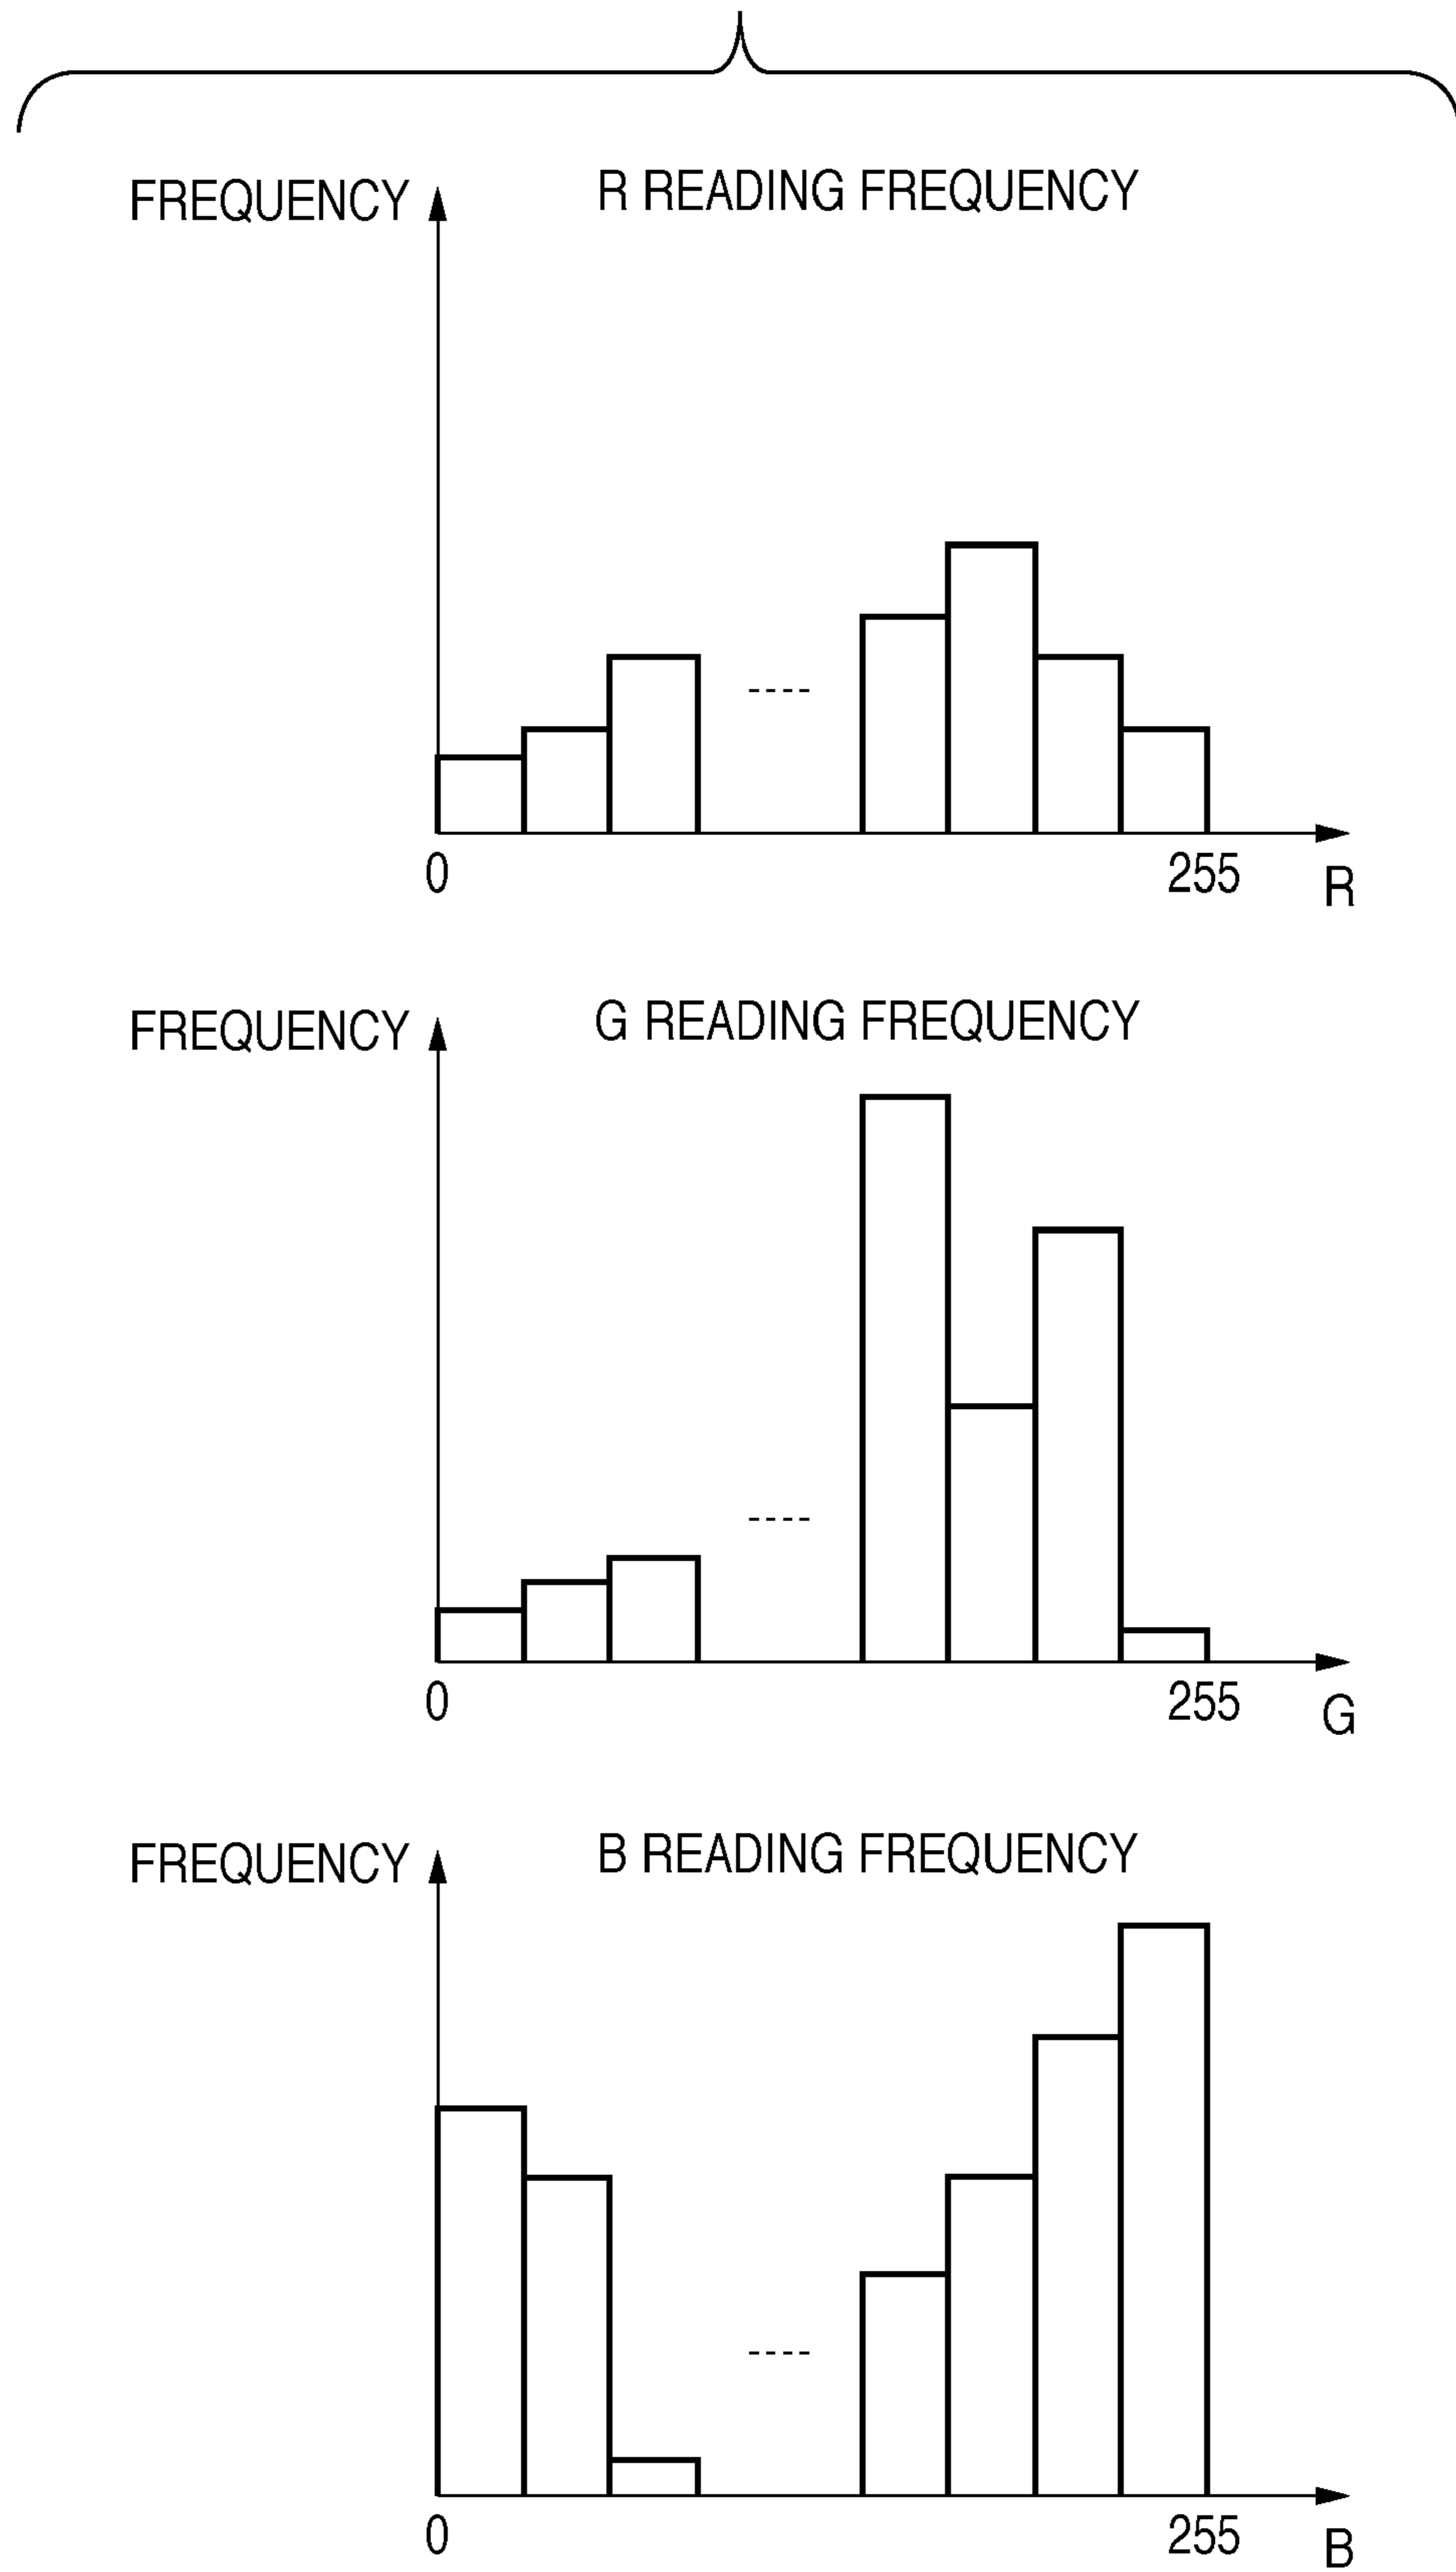 FREQUENCY R READING FREQUENCY
0 255 R
FREQUENCY G READING FREQUENCY
0 255 G
FREQUENCY B READING FREQUENCY
0 255 B